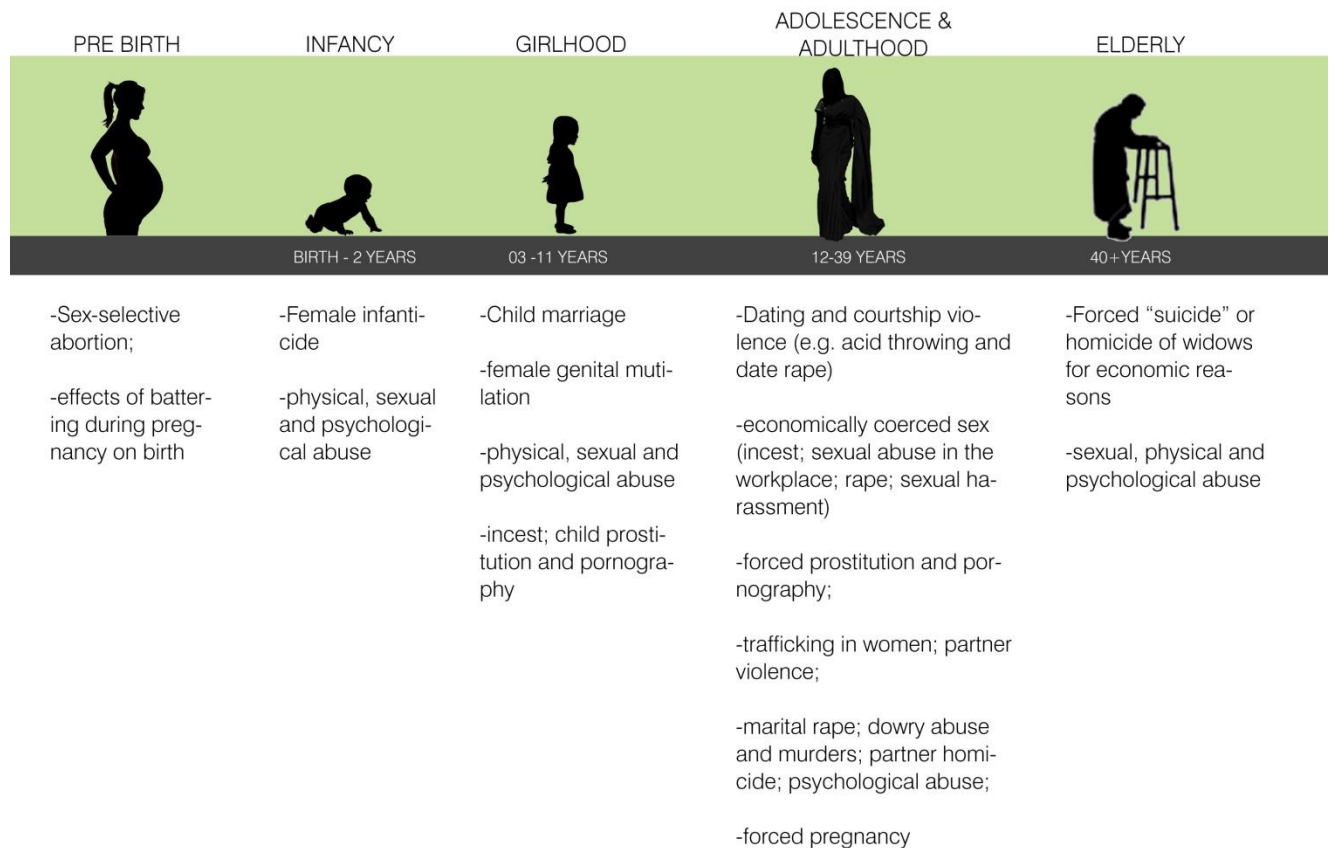 PRE BIRTH
INFANCY
GIRLHOOD
ADOLESCENCE &
ADULTHOOD
ELDERLY
BIRTH - 2 YEARS
03 -11 YEARS
12-39 YEARS
40+YEARS
-Sex-selective
abortion;
-effects of batter-
ing during preg-
nancy on birth
-Female infanti-
cide
-physical, sexual
and psychologi-
cal abuse
-Child marriage
-female genital muti-
lation
-physical, sexual and
psychological abuse
-incest; child prosti-
tution and pornogra-
phy
-Dating and courtship vio-
lence (e.g. acid throwing and
date rape)
-economically coerced sex
(incest; sexual abuse in the
workplace; rape; sexual ha-
rassment)
-forced prostitution and por-
nography;
-trafficking in women; partner
violence;
-marital rape; dowry abuse
and murders; partner homi-
cide; psychological abuse;
-forced pregnancy
-Forced “suicide” or
homicide of widows
for economic rea-
sons
-sexual, physical and
psychological abuse